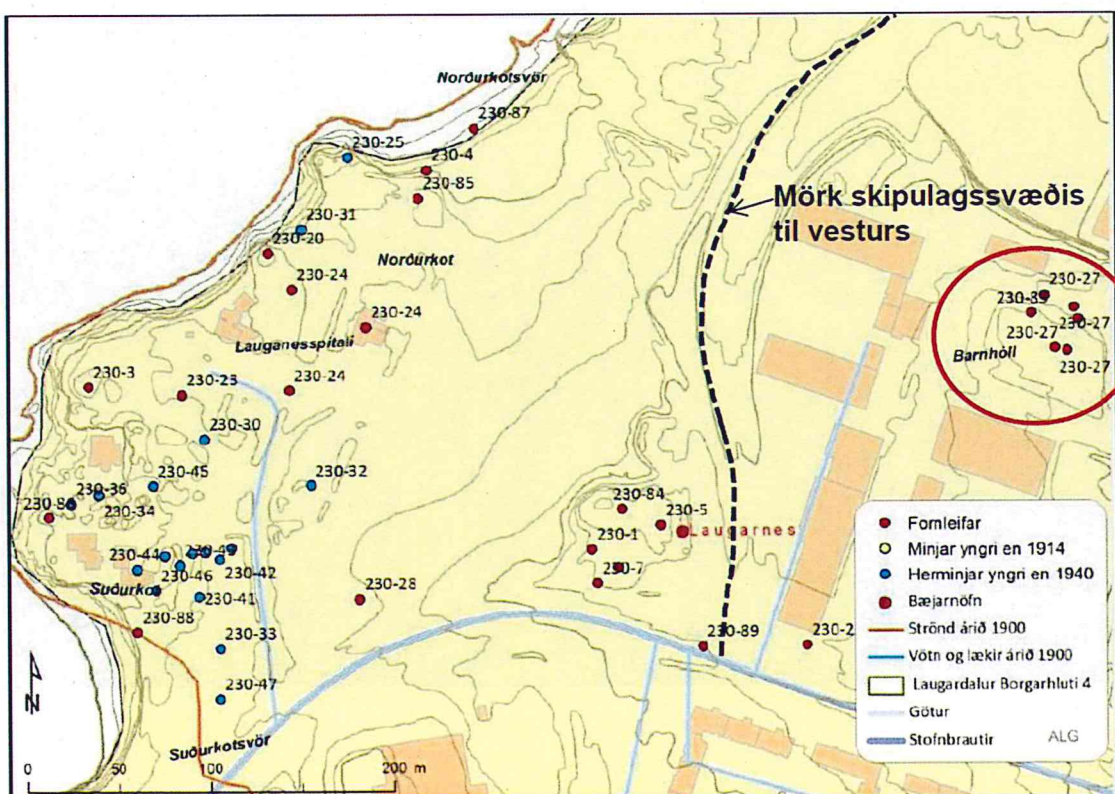 Norðurkotsvör
230-87
230-25
230-4
230-85
230-31
230-20
Norðurkot
230-24
230-24
Lauganesspítali
230-3
230-23
230-24
230-30
230-45
230-32
230-36
230-34
230-44
230-46
230-42
230-41
Suðurkot
230-88
230-33
230-47
230-28
Suðurkotsvör
230-84
230-5
230-1
Laugarnes
230-7
230-89
230-2
Mörk skipulagssvæðis
til vesturs
230-27
230-27
230-27
230-27
Barnhóll
Fornleifar
Minjar yngri en 1914
Herminjar yngri en 1940
Bæjarnöfn
Strönd árið 1900
Vötn og lækir árið 1900
Laugardalur Borgarhluti 4
Götur
Stofnbrautir
ALG
N
0 50 100 200 m